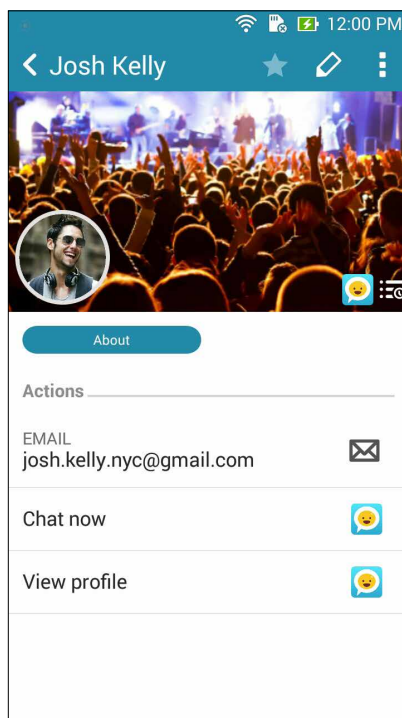 12:00 PM
Josh Kelly
About
Actions
EMAIL
josh.kelly.nyc@gmail.com
Chat now
View profile